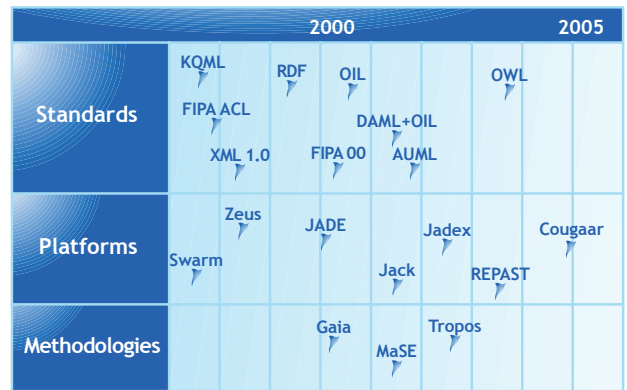 2000 2005
KQML RDF OIL OWL
Standards
FIPA ACL DAML+OIL
XML 1.0 FIPA 00 AUML
Zeus JADE Jadex Cougaar
Platforms
Swarm Jack REPAST
Gaia Tropos
Methodologies
MaSE